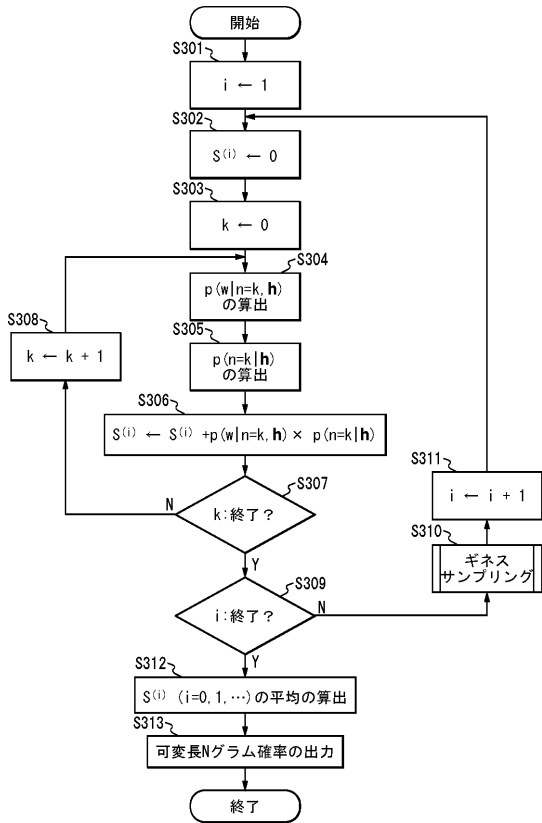 開始
S301
i ← 1
S302
S(i) ← 0
S303
k ← 0
S304
p(w|n=k, h)
の算出
S308
k ← k + 1
S305
p(n=k|h)
の算出
S306
S(i) ← S(i) +p(w|n=k, h) × p(n=k|h)
S307
k:終了?
N
Y
S311
i ← i + 1
S310
ギネス
サンプリング
S309
i:終了?
N
Y
S312
S(i) (i=0, 1, …)の平均の算出
S313
可変長Nグラム確率の出力
終了